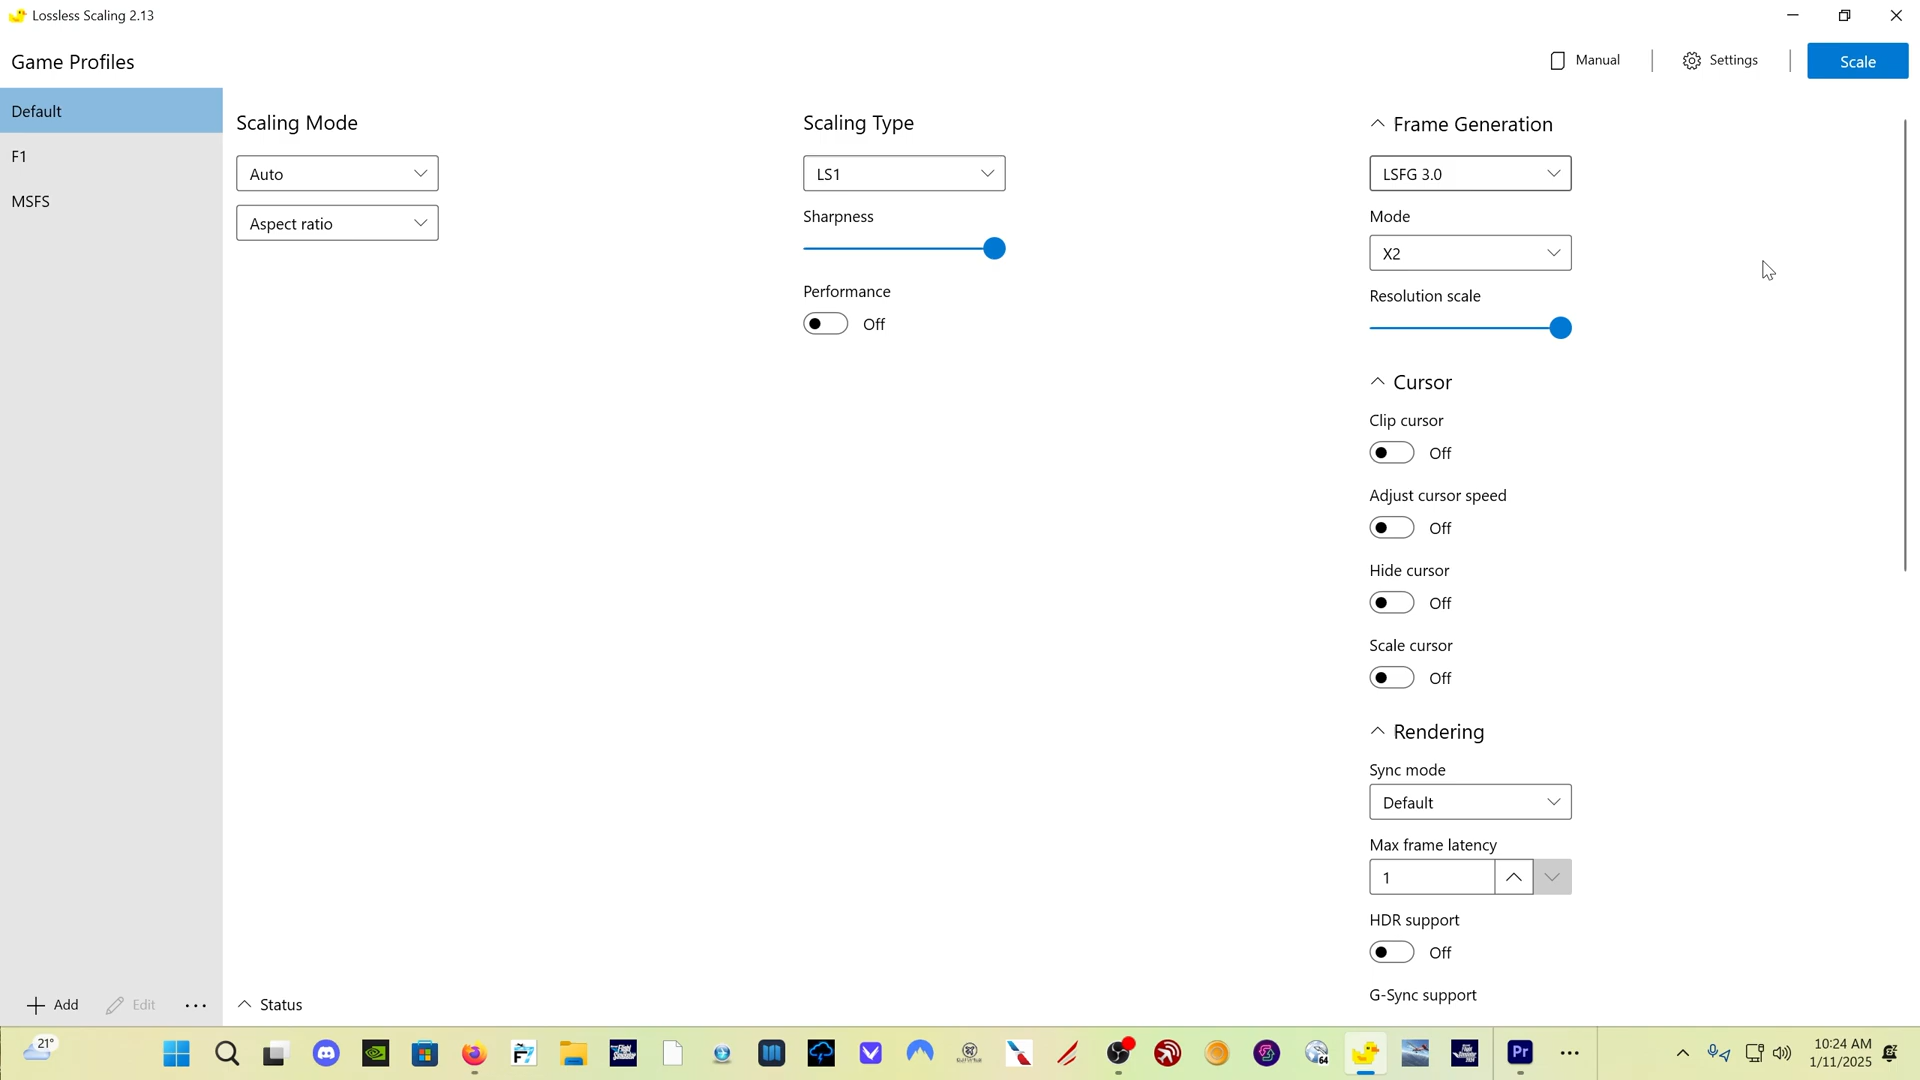 Lossless Scaling 2.13
Game Profiles
Manual
Settings
Scale
Default
F1
MSFS
Scaling Mode
Auto
Aspect ratio
Scaling Type
LS1
Sharpness
Performance
Off
Frame Generation
LSFG 3.0
Mode
X2
Resolution scale
Cursor
Clip cursor
Off
Adjust cursor speed
Off
Hide cursor
Off
Scale cursor
Off
Rendering
Sync mode
Default
Max frame latency
1
HDR support
Off
G-Sync support
Add
Edit
Status
21°
F7
64
Pr
10:24 AM
1/11/2025